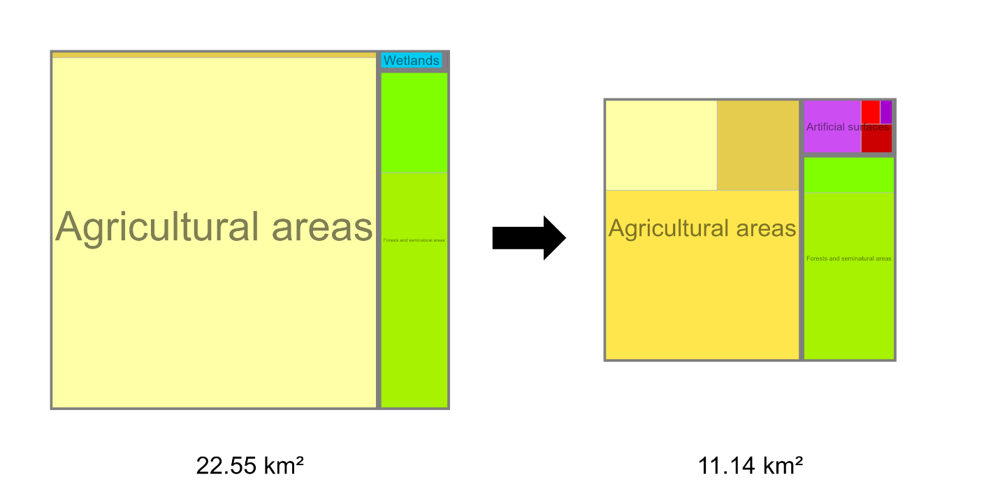 Wetlands
Agricultural areas
Forests and seminatural areas
22.55 km²
Artificial surfaces
Agricultural areas
Forests and seminatural areas
11.14 km²